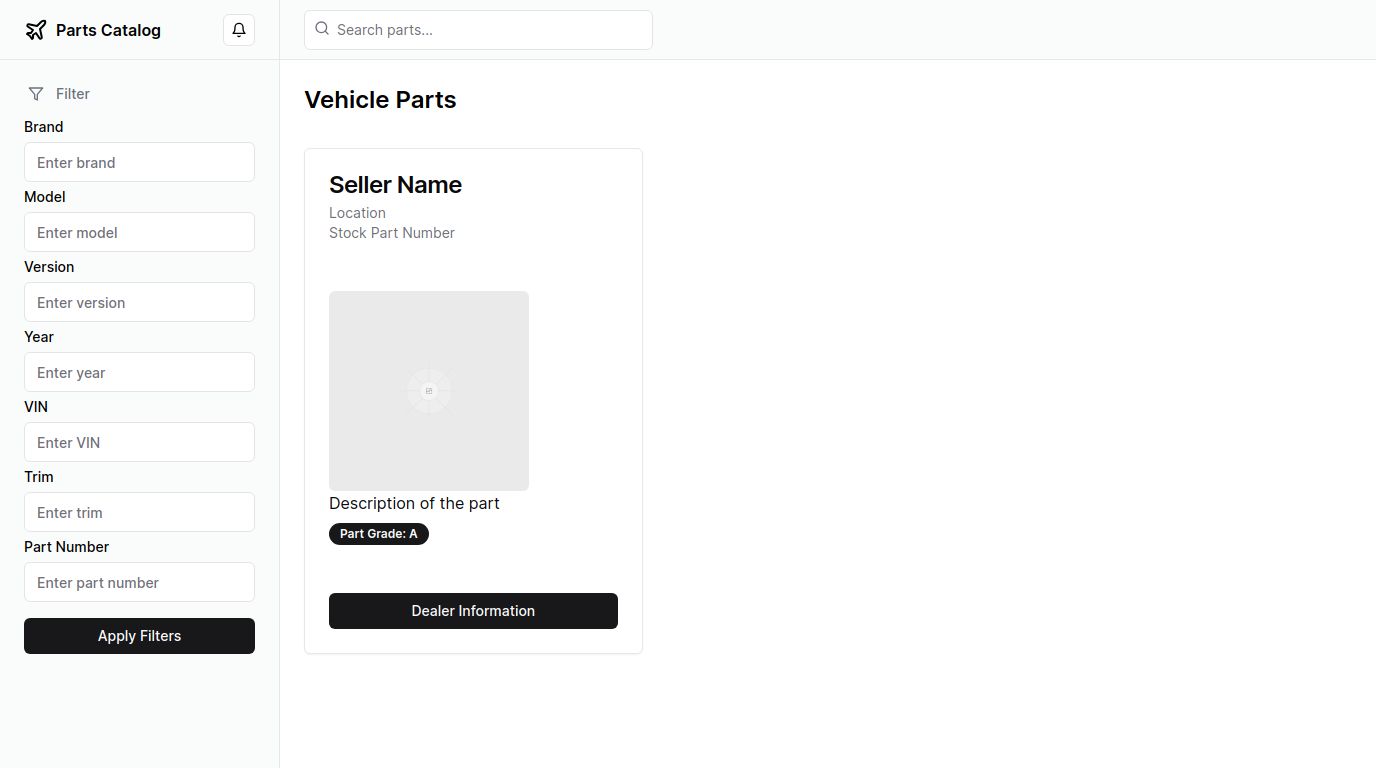 Parts Catalog
Search parts...
Filter
Brand
Enter brand
Model
Enter model
Version
Enter version
Year
Enter year
VIN
Enter VIN
Trim
Enter trim
Part Number
Enter part number
Apply Filters
Vehicle Parts
Seller Name
Location
Stock Part Number
Description of the part
Part Grade: A
Dealer Information